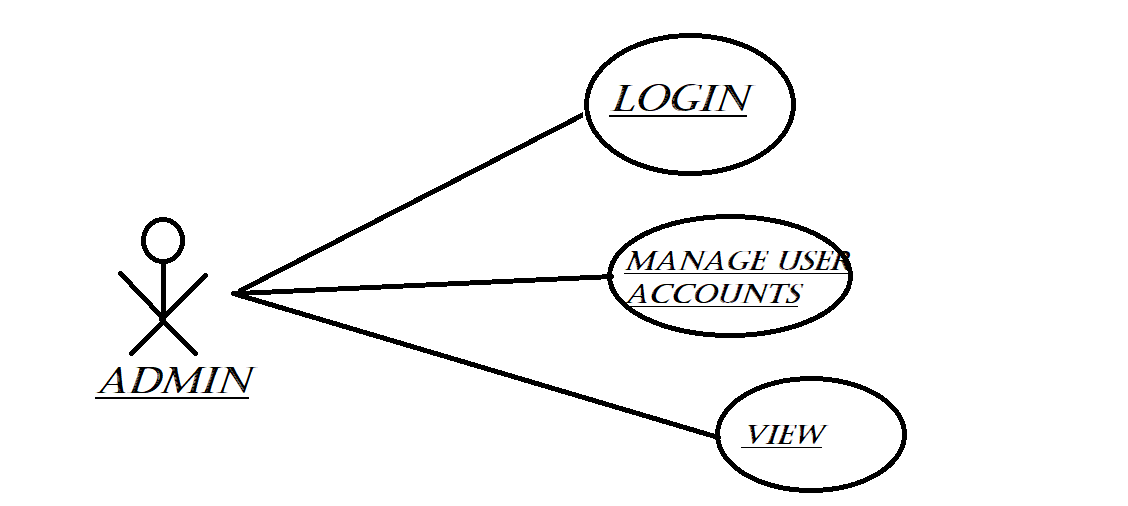 LOGIN
MANAGE USER
ACCOUNTS
ADMIN
VIEW